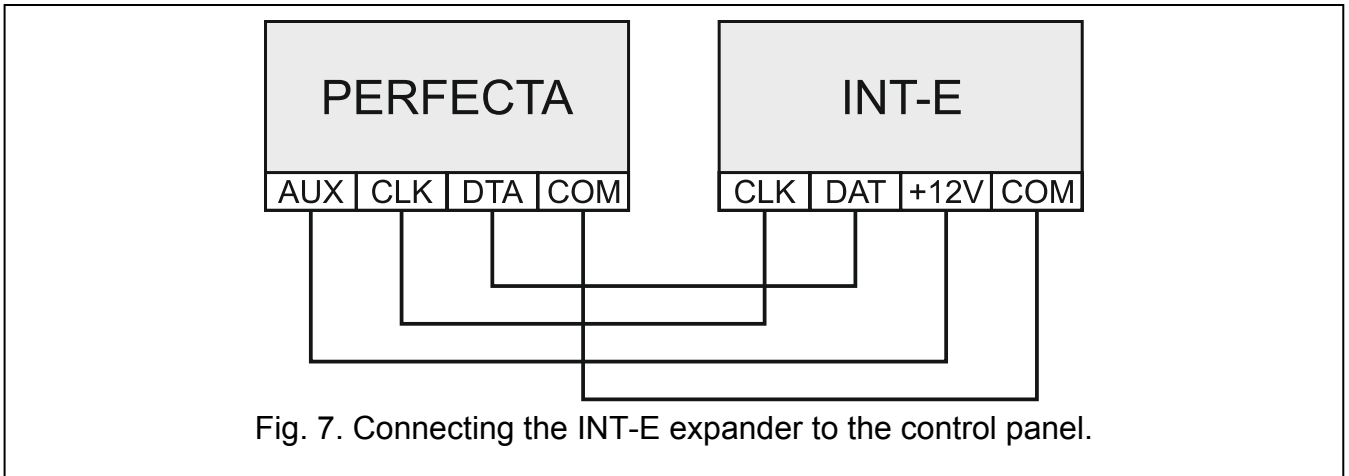 PERFECTA INT-E
AUX CLK DTA COM CLK DAT +12V COM
Fig. 7. Connecting the INT-E expander to the control panel.